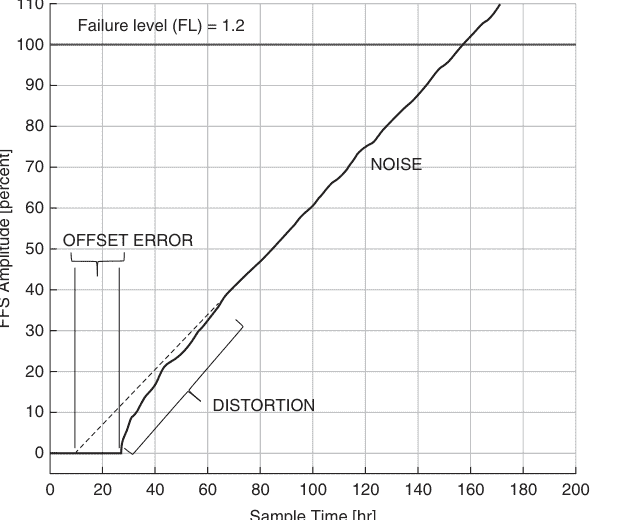 110
Failure level (FL) = 1.2
100
90
80
70
NOISE
60
50
OFFSET ERROR
40
30
20
DISTORTION
10
0
0 20 40 60 80 100 120 140 160 180 200
Sample Time [hr]
FFS Amplitude [percent]